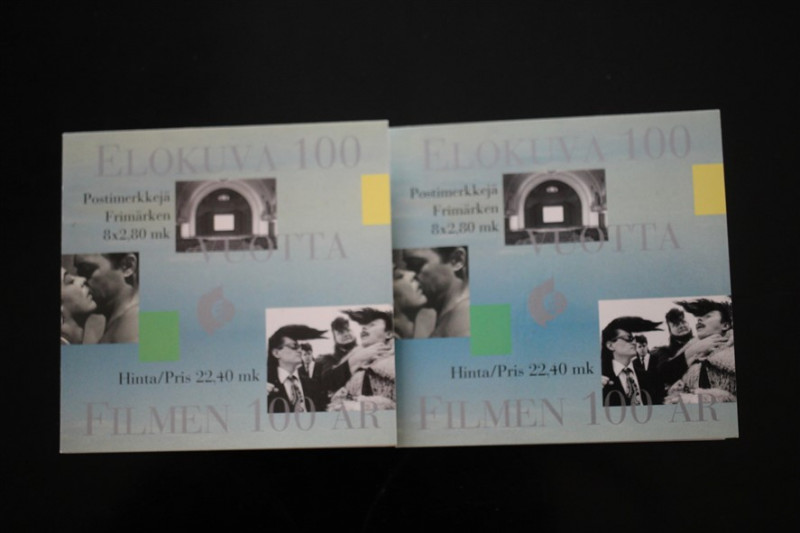 ELOKUVA 100
Postimerkkejä
Frimärken
8x2,80 mk
VUOTTA
Hinta/Pris 22,40 mk
FILMEN 100 ÅR
ELOKUVA 100
Postimerkkejä
Frimärken
8x2,80 mk
VUOTTA
Hinta/Pris 22,40 mk
FILMEN 100 ÅR